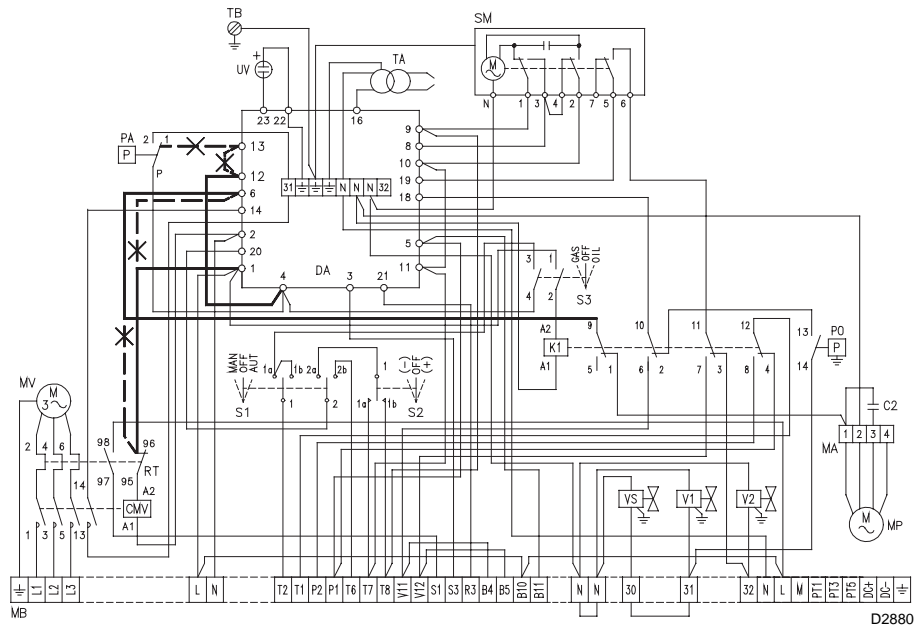 TB
SM
+
UV
TA
M
23 22 16
N 1 3 4 2 7 5 6
PA
P
2 1
P
13
12
6
14
2
20
1
9
8
10
19
18
5
11
31 N N N 32
4 3 21
DA
3 1
4 2
GAS
OFF
OIL
S3
A2
K1
A1
9 10 11 12 13
5 1 6 2 7 3 8 4 14
PO
P
MAN
OFF
AUT
S1
1a 1b 2a 2b
1 2
1
1a 1b
(-)
OFF
(+)
S2
MV
M
3
2 4 6 14
98 96
RT
97 95
A2
CMV
A1
1 3 5 13
C2
MA
1 2 3 4
M
MP
VS
V1
V2
L1 L2 L3 L N T2 T1 P2 P1 T6 T7 T8 V11 V12 S1 S3 R3 B4 B5 B10 B11 N N 30 31 32 N L M PT1 PT3 PT5 DC+ DC-
MB
D2880